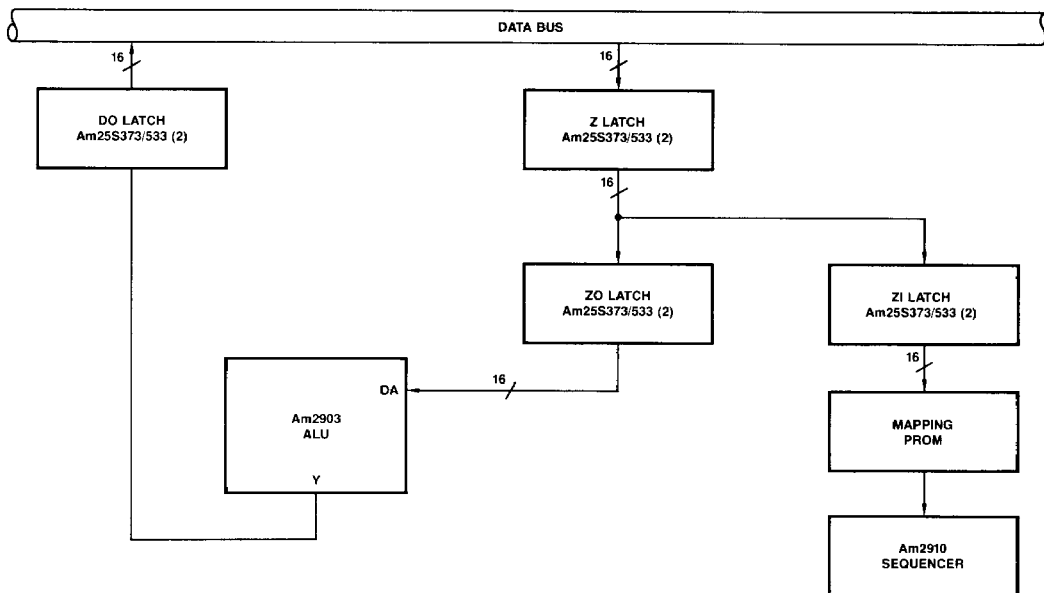 DATA BUS
16
16
DO LATCH
Am25S373/533 (2)
Z LATCH
Am25S373/533 (2)
16
ZO LATCH
Am25S373/533 (2)
ZI LATCH
Am25S373/533 (2)
16
16
DA
Am2903
ALU
Y
MAPPING
PROM
Am2910
SEQUENCER